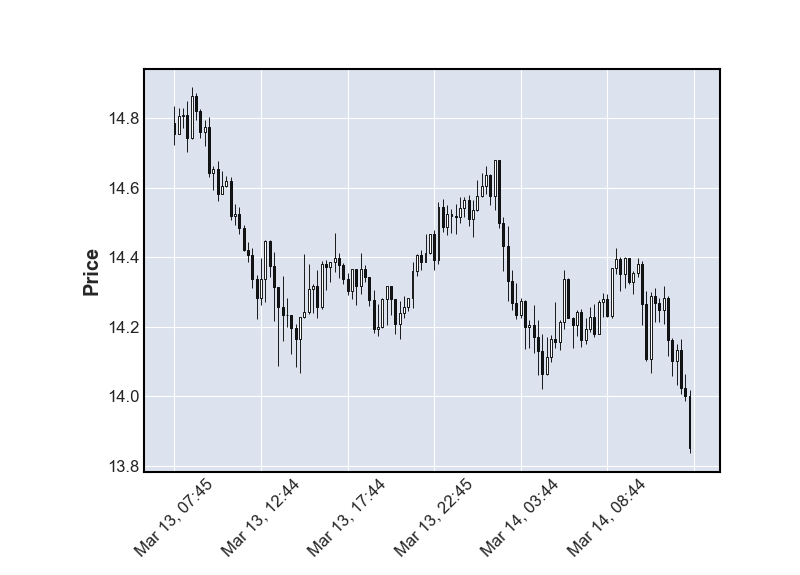 14.8
14.6
14.4
14.2
14.0
13.8
Price
Mar 13, 07:45
Mar 13, 12:44
Mar 13, 17:44
Mar 13, 22:45
Mar 14, 03:44
Mar 14, 08:44